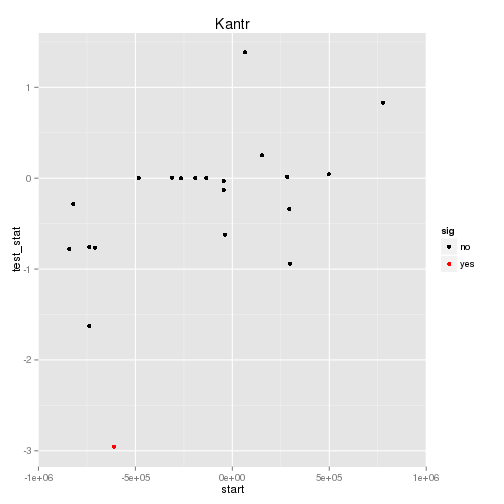 Kantr
1
0
-1
-2
-3
test_stat
-1e+06
-5e+05
0e+00
5e+05
1e+06
start
sig
no
yes